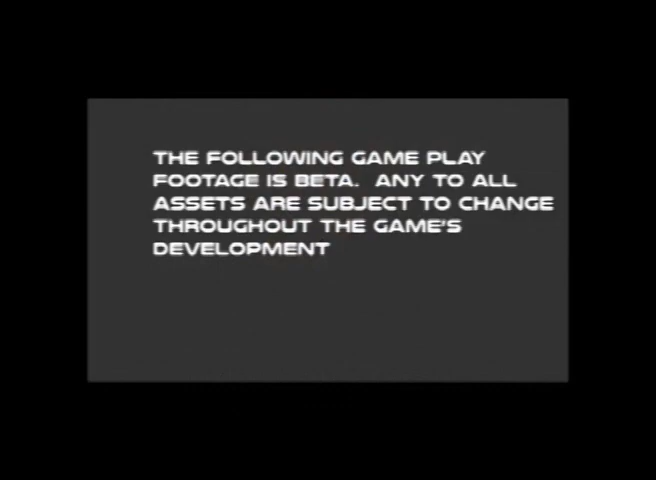 THE FOLLOWING GAME PLAY
FOOTAGE IS BETA. ANY TO ALL
ASSETS ARE SUBJECT TO CHANGE
THROUGHOUT THE GAME'S
DEVELOPMENT